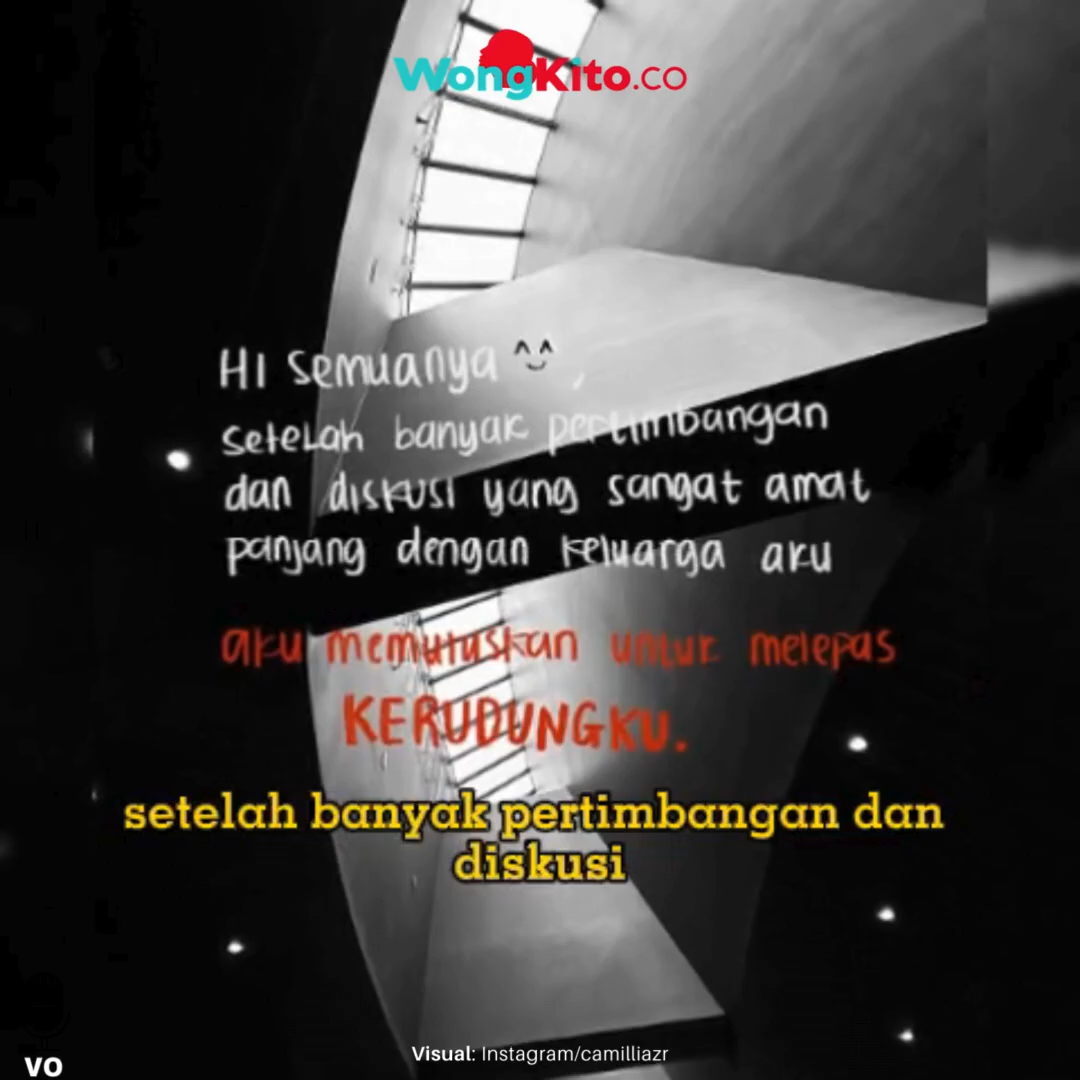 WongKito.co
HI semuanya ^^
setelah banyak pertimbangan
dan diskusi yang sangat amat
panjang dengan keluarga aku
aku memutuskan untuk melepas
KERUDUNGKU.
setelah banyak pertimbangan dan
diskusi
Visual: Instagram/camilliazr
VO